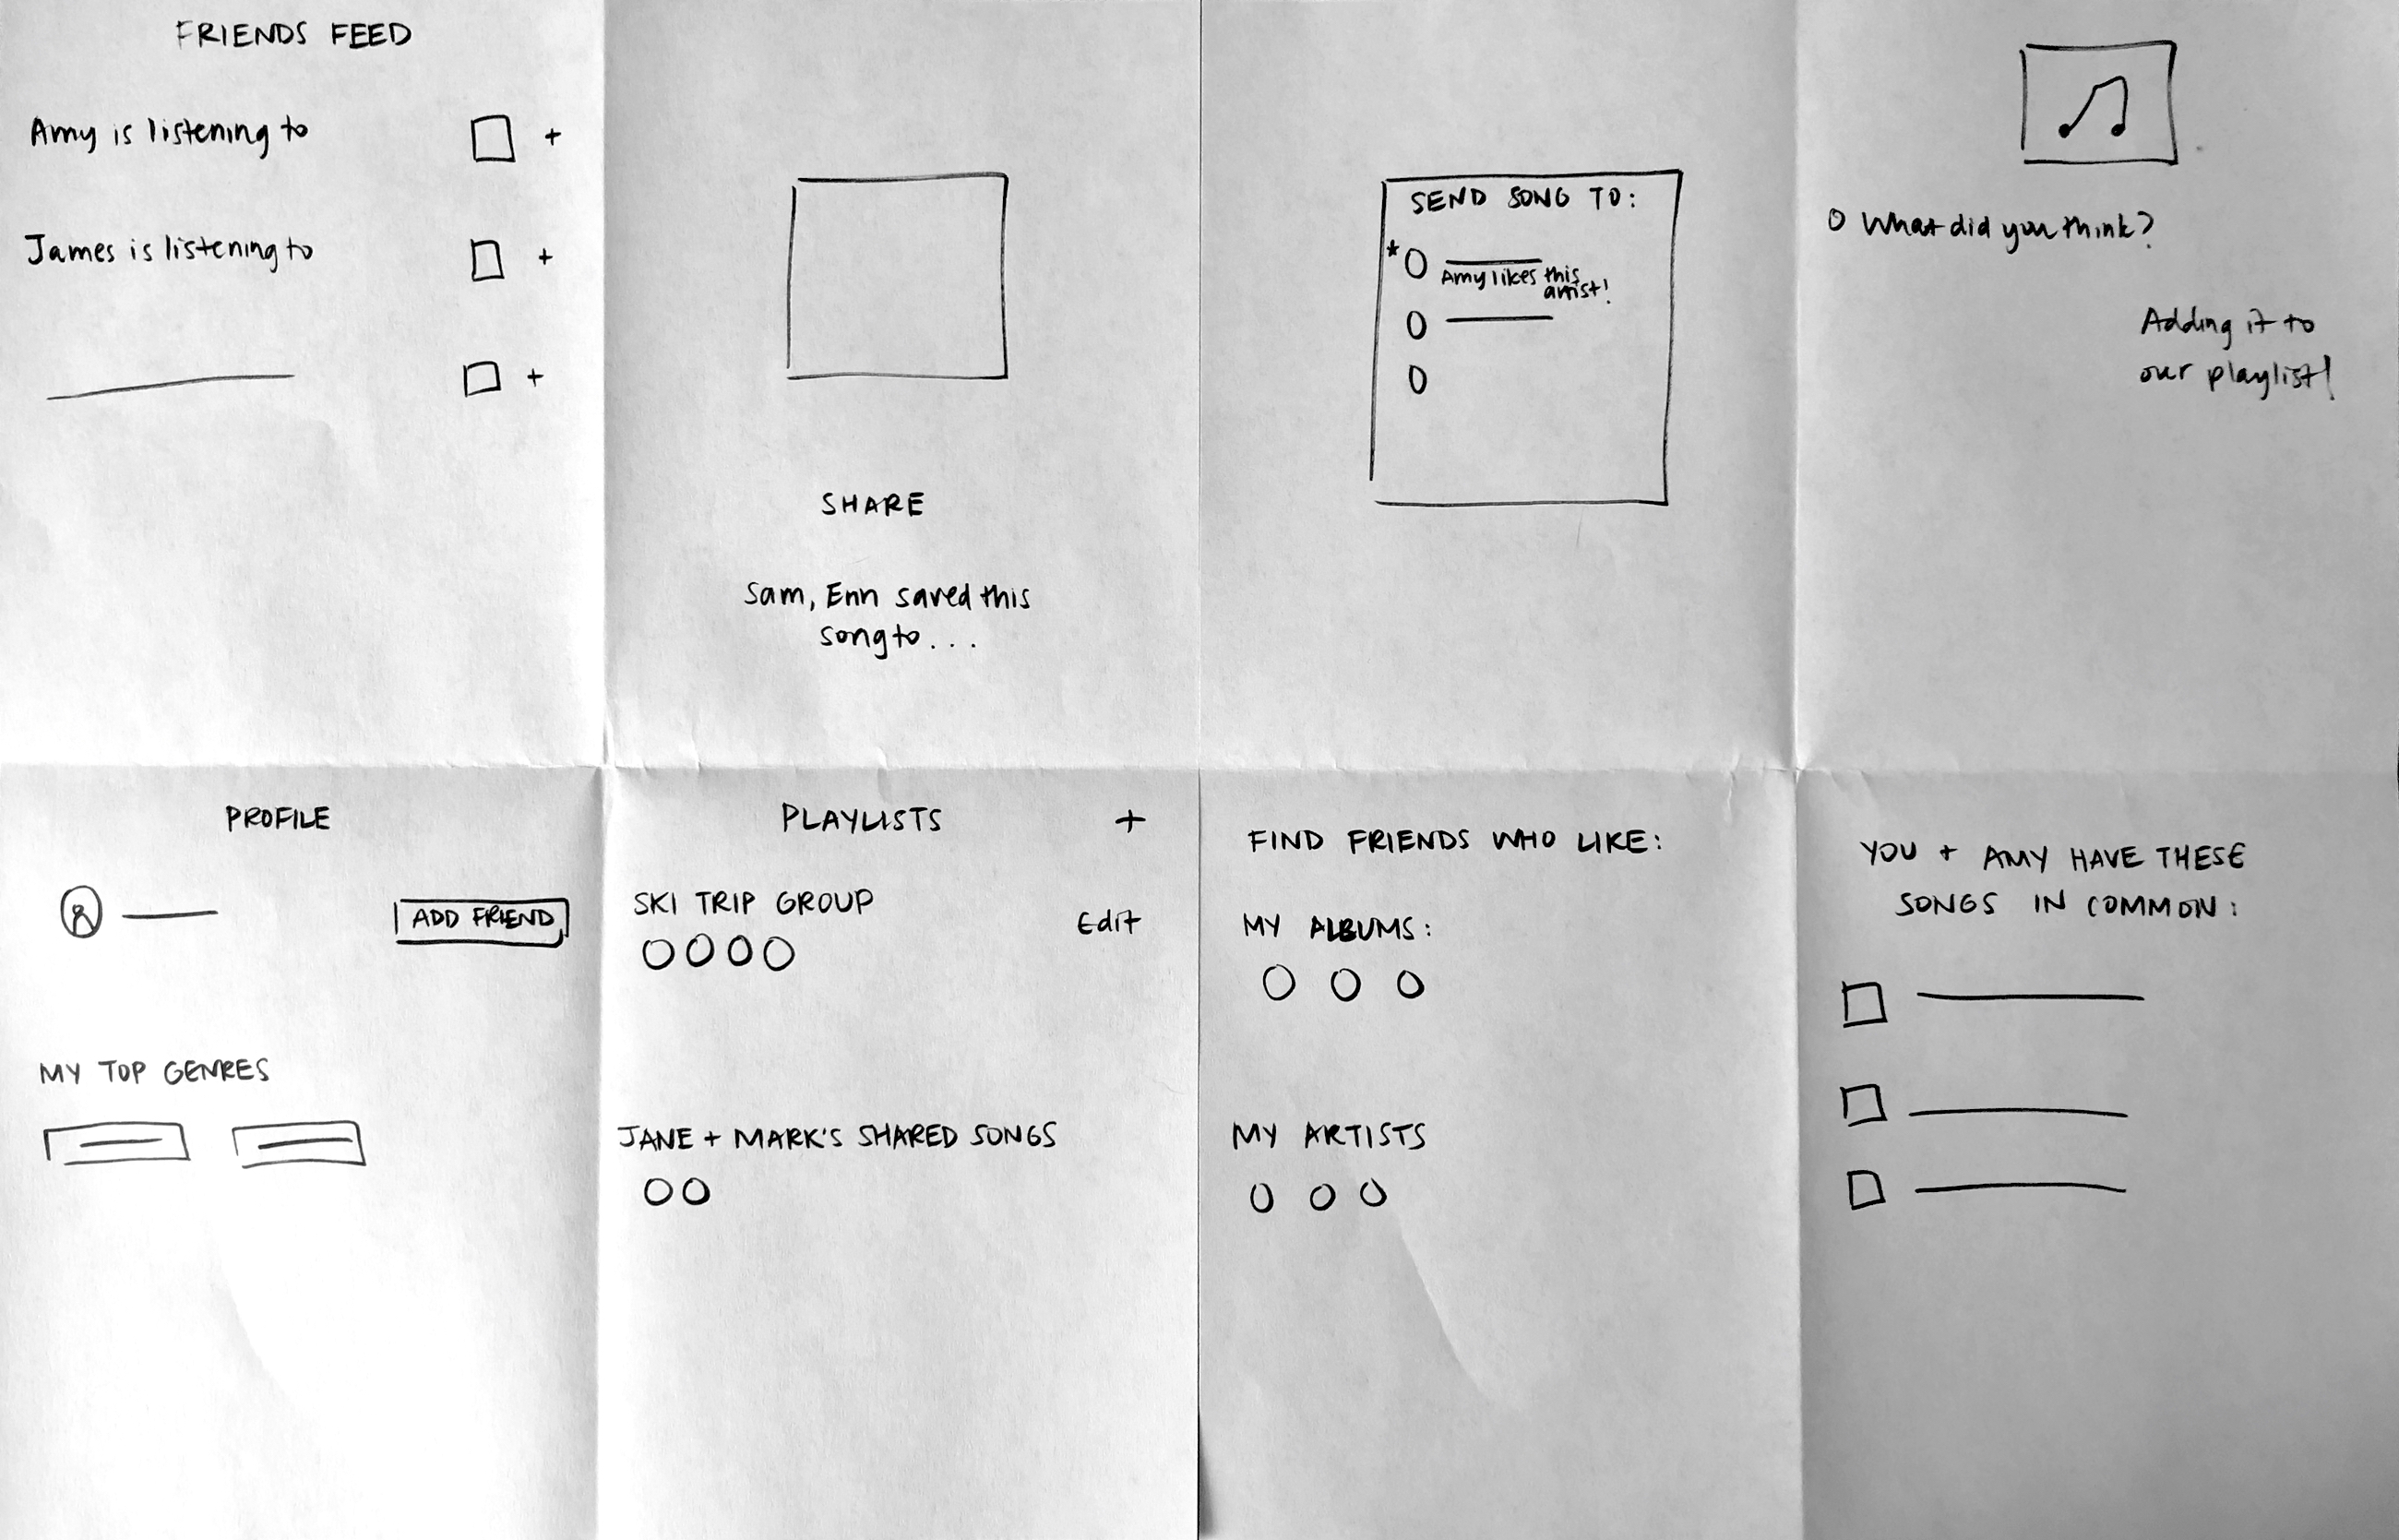 FRIENDS FEED
Amy is listening to
+
James is listening to
+
+
SHARE
Sam, Erin saved this
song to...
SEND SONG TO:
*
Amy likes this
artist!
What did you think?
Adding it to
our playlist!
PROFILE
ADD FRIEND
MY TOP GENRES
PLAYLISTS +
SKI TRIP GROUP
Edit
JANE + MARK'S SHARED SONGS
FIND FRIENDS WHO LIKE:
MY ALBUMS:
MY ARTISTS
YOU + AMY HAVE THESE
SONGS IN COMMON: